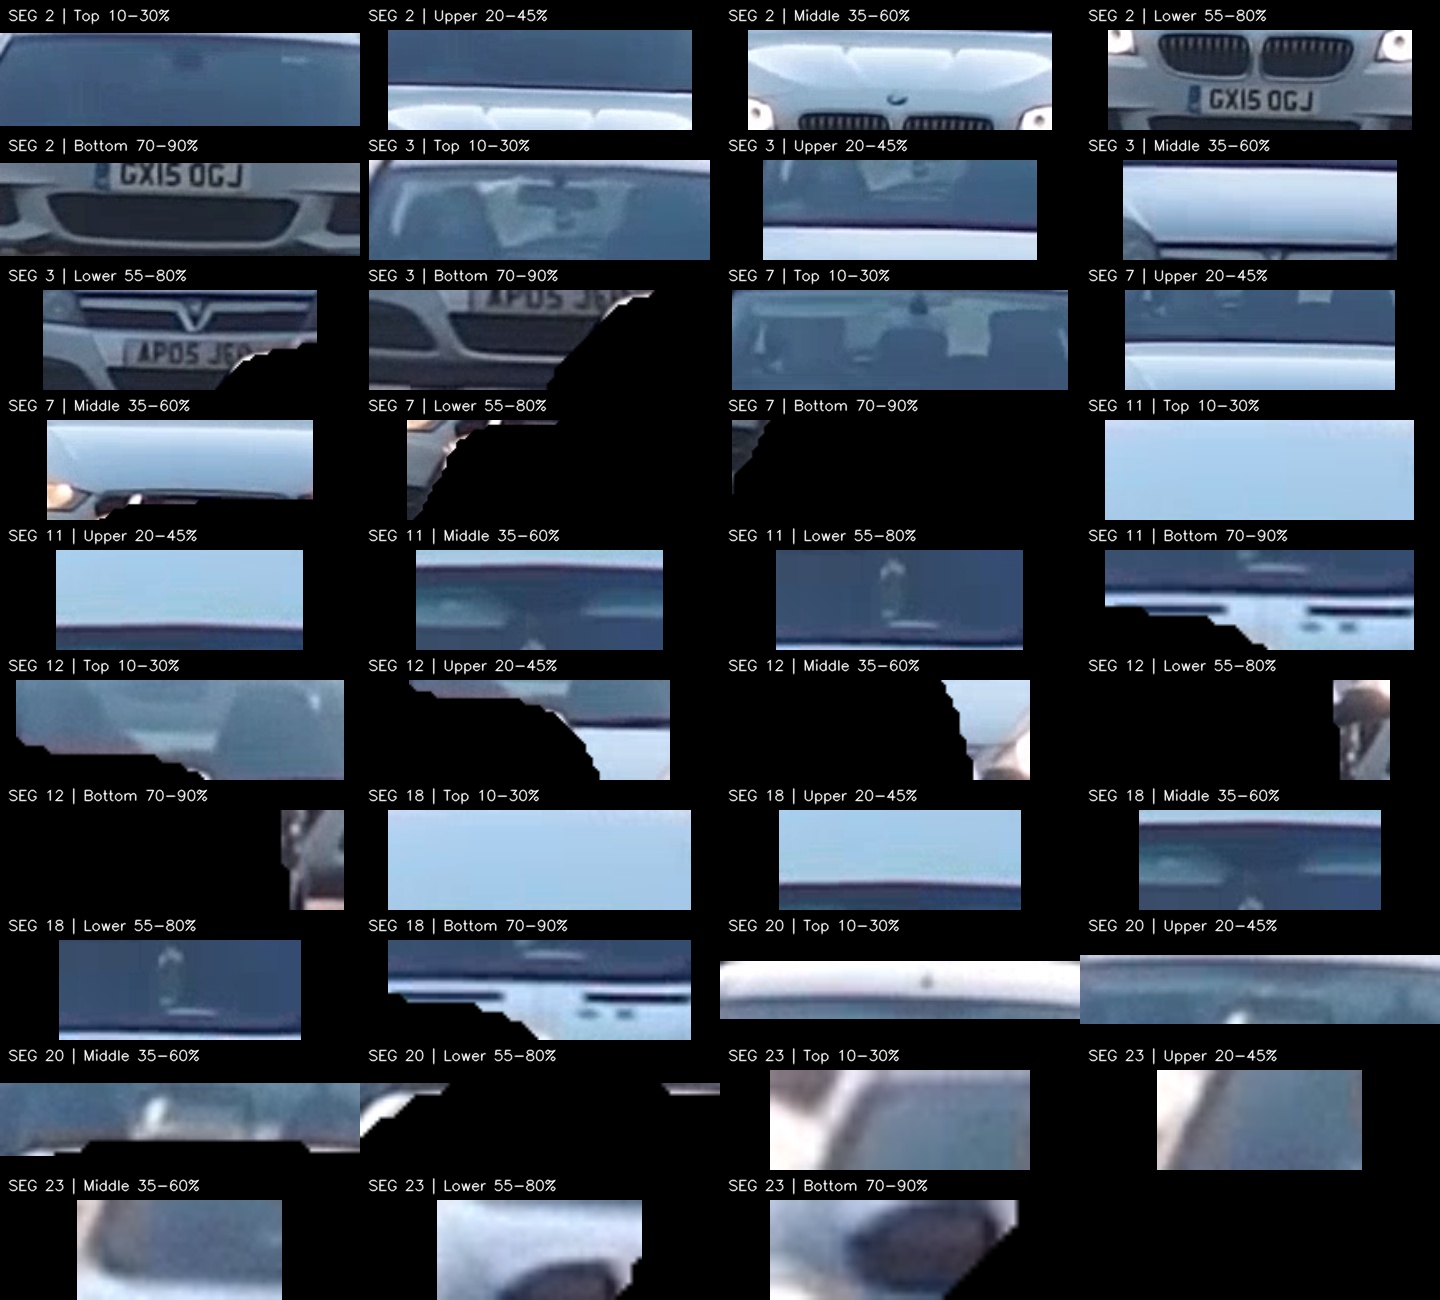 SEG 2 | Top 10-30%
SEG 2 | Upper 20-45%
SEG 2 | Middle 35-60%
SEG 2 | Lower 55-80%
GX15 OGJ
SEG 2 | Bottom 70-90%
SEG 3 | Top 10-30%
SEG 3 | Upper 20-45%
SEG 3 | Middle 35-60%
GX15 OGJ
SEG 3 | Lower 55-80%
SEG 3 | Bottom 70-90%
SEG 7 | Top 10-30%
SEG 7 | Upper 20-45%
AP05
AP05
SEG 7 | Middle 35-60%
SEG 7 | Lower 55-80%
SEG 7 | Bottom 70-90%
SEG 11 | Top 10-30%
SEG 11 | Upper 20-45%
SEG 11 | Middle 35-60%
SEG 11 | Lower 55-80%
SEG 11 | Bottom 70-90%
SEG 12 | Top 10-30%
SEG 12 | Upper 20-45%
SEG 12 | Middle 35-60%
SEG 12 | Lower 55-80%
SEG 12 | Bottom 70-90%
SEG 18 | Top 10-30%
SEG 18 | Upper 20-45%
SEG 18 | Middle 35-60%
SEG 18 | Lower 55-80%
SEG 18 | Bottom 70-90%
SEG 20 | Top 10-30%
SEG 20 | Upper 20-45%
SEG 20 | Middle 35-60%
SEG 20 | Lower 55-80%
SEG 23 | Top 10-30%
SEG 23 | Upper 20-45%
SEG 23 | Middle 35-60%
SEG 23 | Lower 55-80%
SEG 23 | Bottom 70-90%